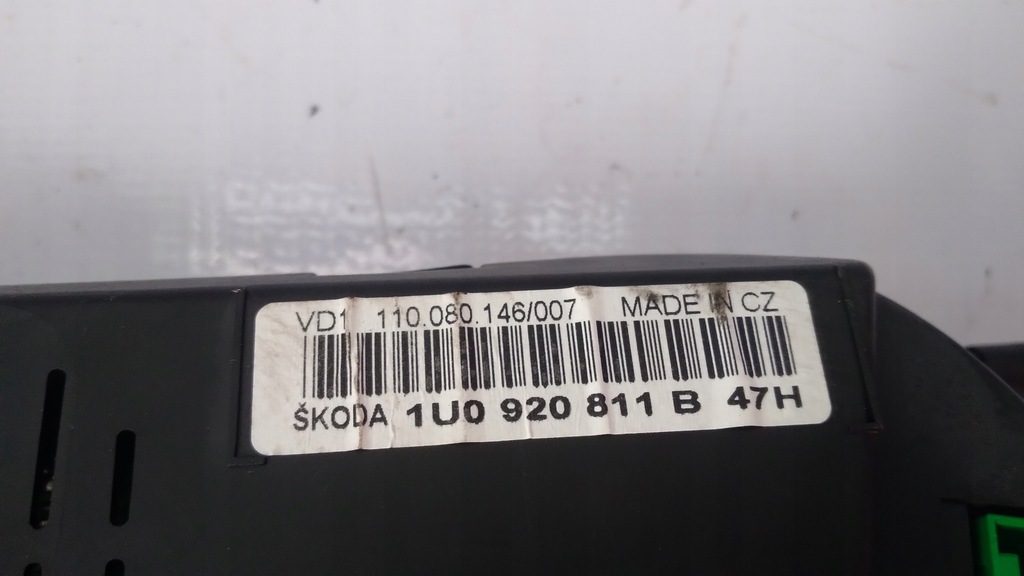 VD1 110.080.146/007 MADE IN CZ
ŠKODA 1U0 920 811 B 47H